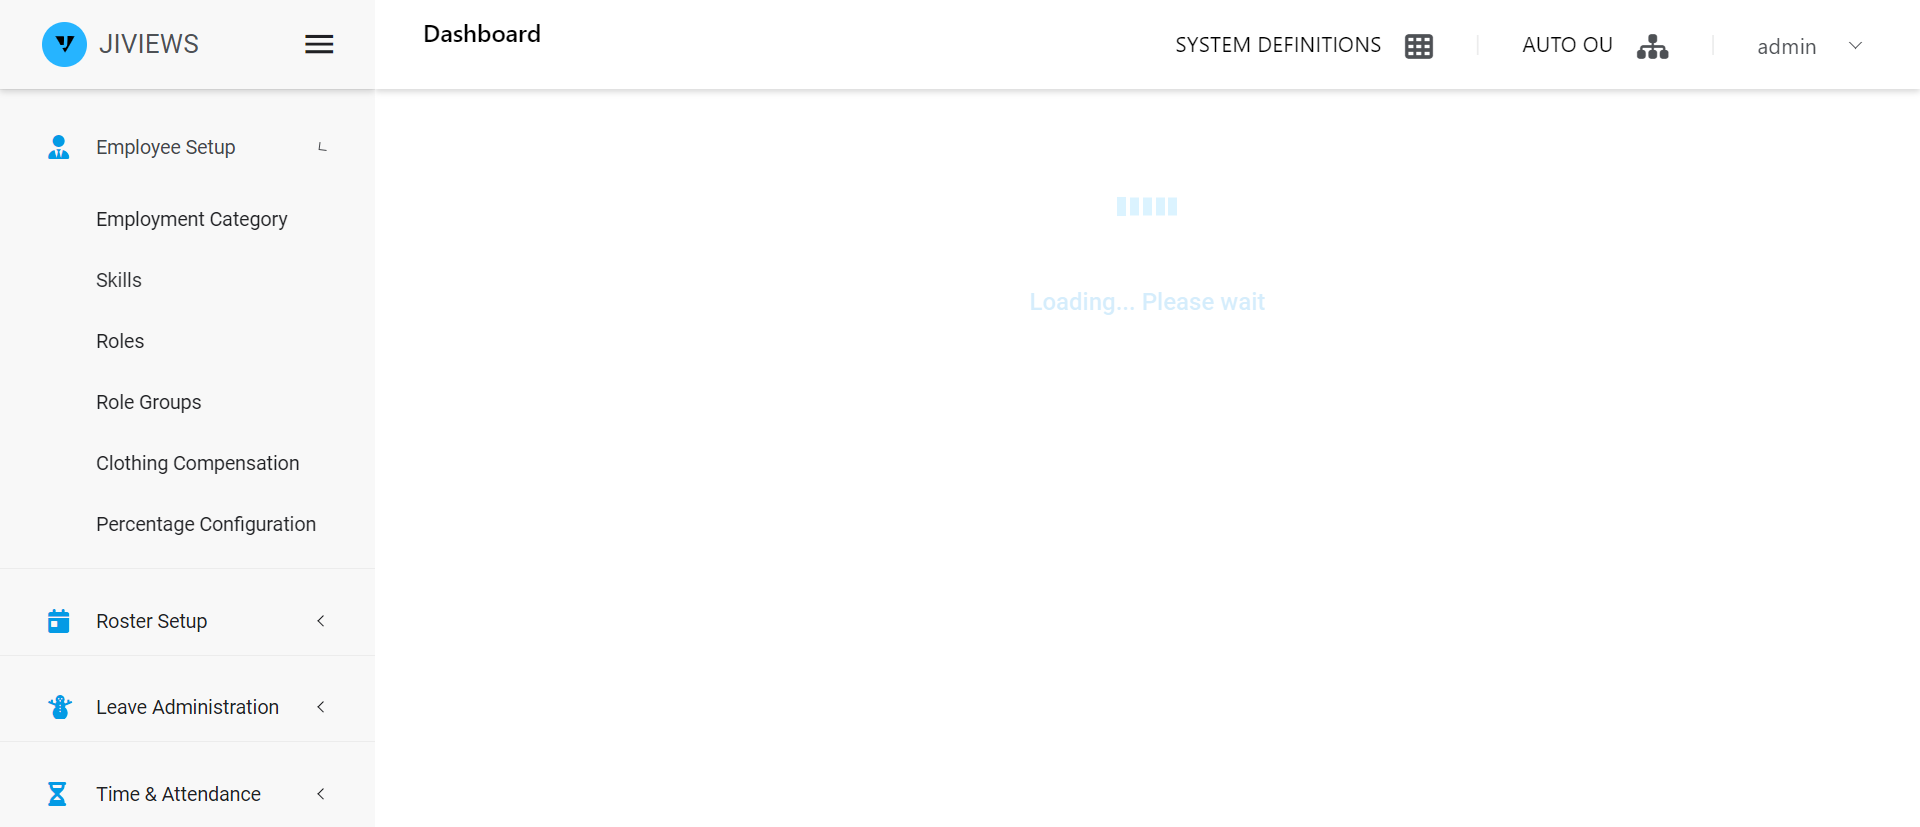 JIVIEWS
Dashboard
SYSTEM DEFINITIONS
AUTO OU
admin
Employee Setup
Employment Category
Skills
Roles
Role Groups
Clothing Compensation
Percentage Configuration
Roster Setup
Leave Administration
Time & Attendance
Loading... Please wait